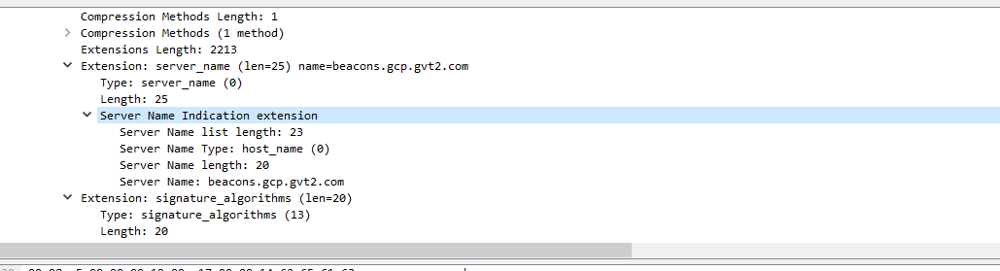 Compression Methods Length: 1
Compression Methods (1 method)
Extensions Length: 2213
Extension: server_name (len=25) name=beacons.gcp.gvt2.com
Type: server_name (0)
Length: 25
Server Name Indication extension
Server Name list length: 23
Server Name Type: host_name (0)
Server Name length: 20
Server Name: beacons.gcp.gvt2.com
Extension: signature_algorithms (len=20)
Type: signature_algorithms (13)
Length: 20